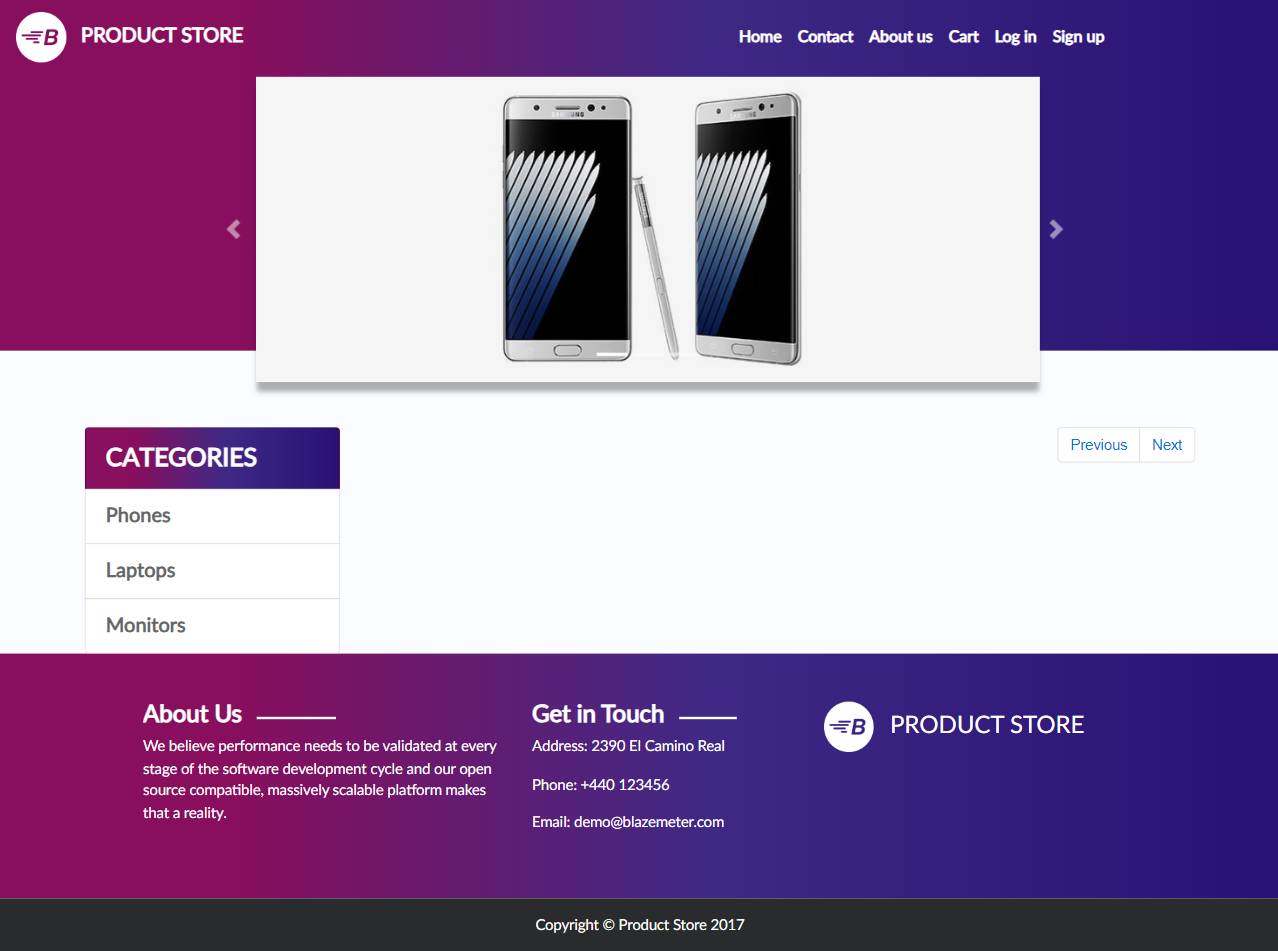 B PRODUCT STORE
Home Contact About us Cart Log in Sign up
SAMSUNG
SAMSUNG
CATEGORIES
Phones
Laptops
Monitors
Previous Next
About Us
We believe performance needs to be validated at every
stage of the software development cycle and our open
source compatible, massively scalable platform makes
that a reality.
Get in Touch
Address: 2390 El Camino Real
Phone: +440 123456
Email: demo@blazemeter.com
B PRODUCT STORE
Copyright © Product Store 2017